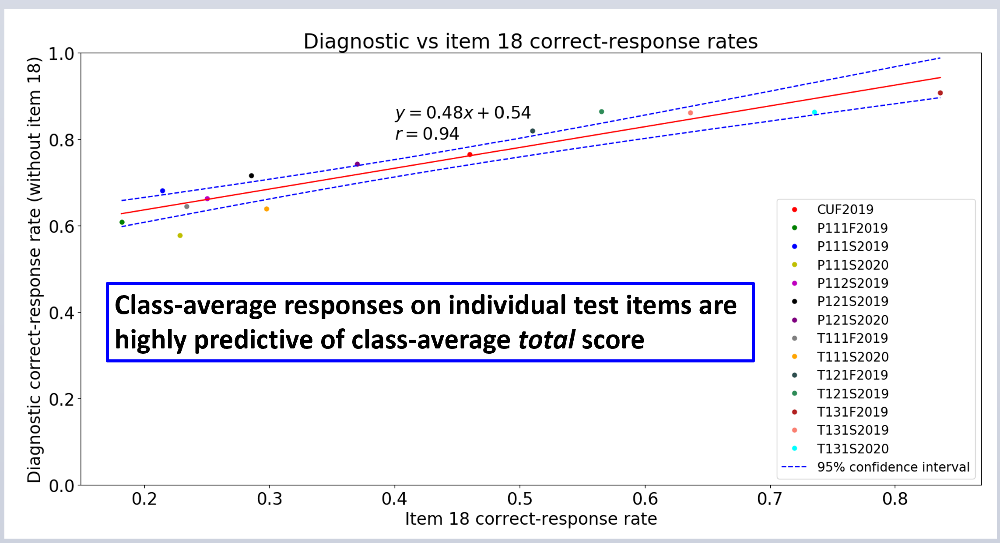 Diagnostic vs item 18 correct-response rates
Diagnostic correct-response rate (without item 18)
1.0
0.8
0.6
0.4
0.2
0.0
y = 0.48x + 0.54
r = 0.94
Class-average responses on individual test items are
highly predictive of class-average total score
CUF2019
P111F2019
P111S2019
P111S2020
P112S2019
P121S2019
P121S2020
T111F2019
T111S2020
T121F2019
T121S2019
T131F2019
T131S2019
T131S2020
95% confidence interval
0.2 0.3 0.4 0.5 0.6 0.7 0.8
Item 18 correct-response rate